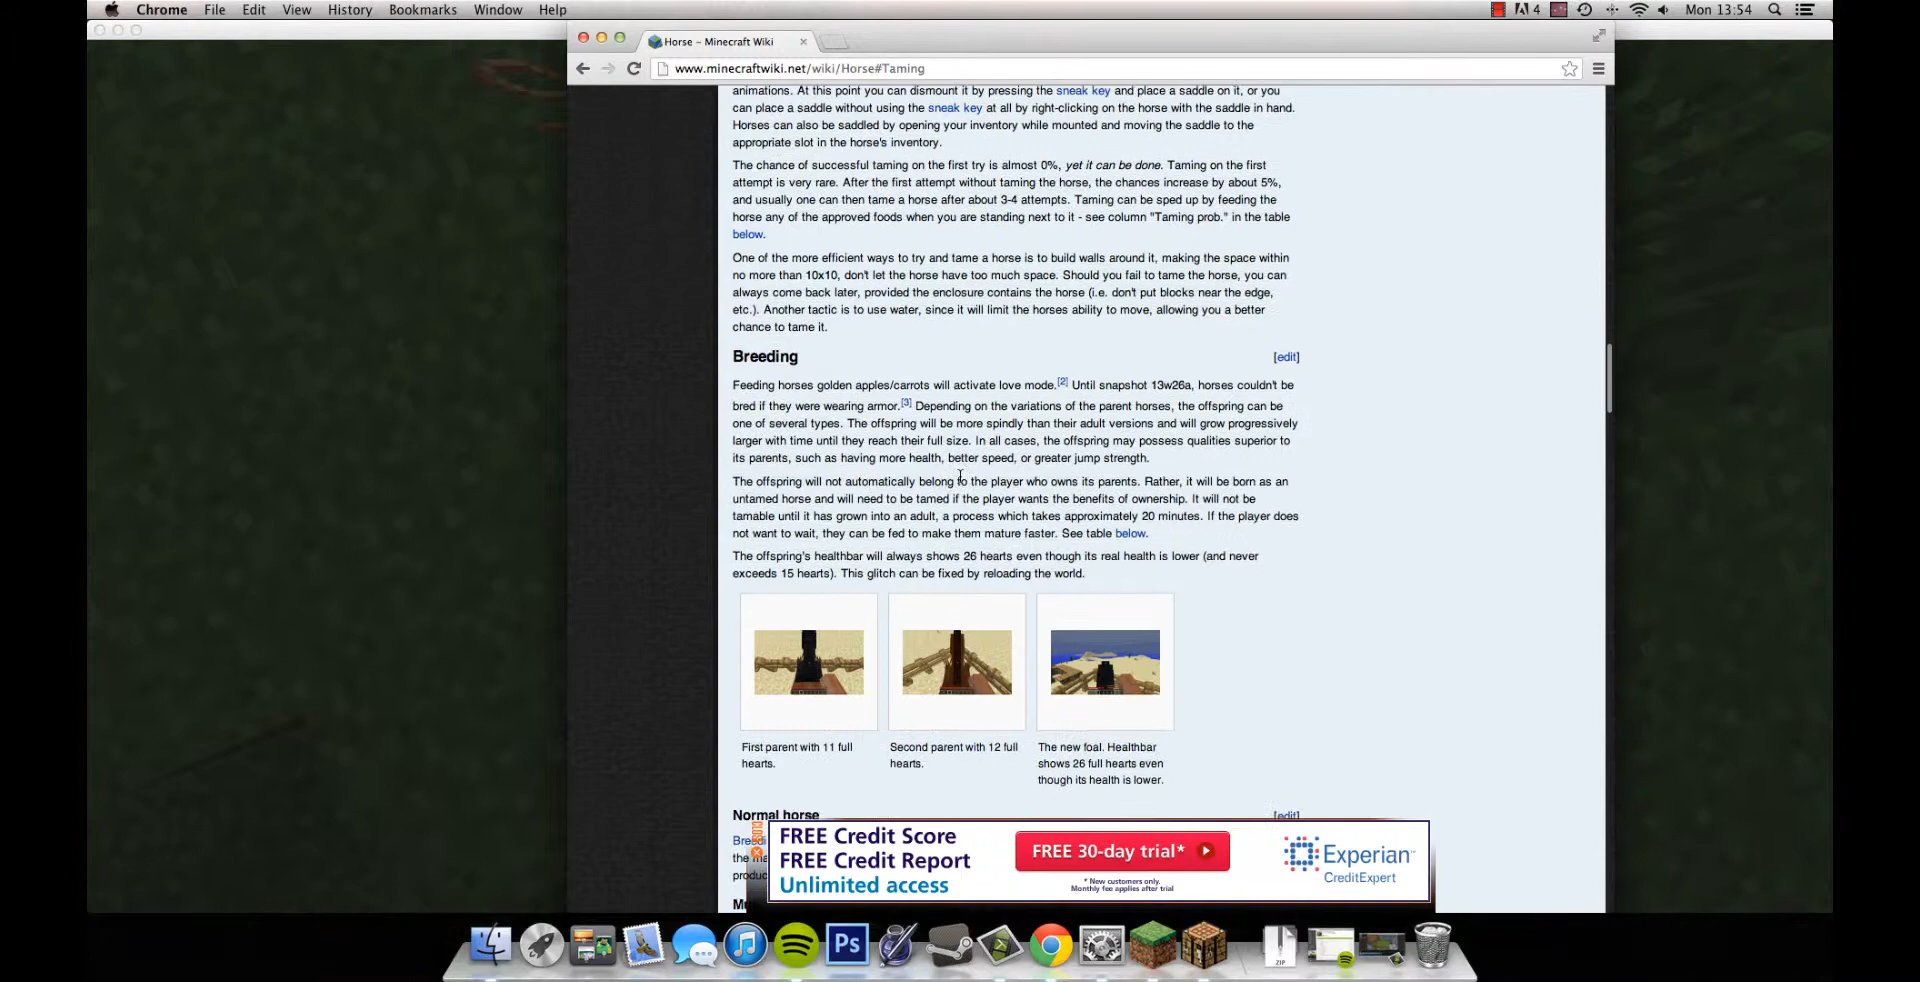 Chrome File Edit View History Bookmarks Window Help
4 Mon 13:54
Horse – Minecraft Wiki
www.minecraftwiki.net/wiki/Horse#Taming
animations. At this point you can dismount it by pressing the sneak key and place a saddle on it, or you
can place a saddle without using the sneak key at all by right-clicking on the horse with the saddle in hand.
Horses can also be saddled by opening your inventory while mounted and moving the saddle to the
appropriate slot in the horse's inventory.
The chance of successful taming on the first try is almost 0%, yet it can be done. Taming on the first
attempt is very rare. After the first attempt without taming the horse, the chances increase by about 5%,
and usually one can then tame a horse after about 3-4 attempts. Taming can be sped up by feeding the
horse any of the approved foods when you are standing next to it - see column "Taming prob." in the table
below.
One of the more efficient ways to try and tame a horse is to build walls around it, making the space within
no more than 10x10, don't let the horse have too much space. Should you fail to tame the horse, you can
always come back later, provided the enclosure contains the horse (i.e. don't put blocks near the edge,
etc.). Another tactic is to use water, since it will limit the horses ability to move, allowing you a better
chance to tame it.
Breeding [edit]
Feeding horses golden apples/carrots will activate love mode.[2] Until snapshot 13w26a, horses couldn't be
bred if they were wearing armor.[3] Depending on the variations of the parent horses, the offspring can be
one of several types. The offspring will be more spindly than their adult versions and will grow progressively
larger with time until they reach their full size. In all cases, the offspring may possess qualities superior to
its parents, such as having more health, better speed, or greater jump strength.
The offspring will not automatically belong to the player who owns its parents. Rather, it will be born as an
untamed horse and will need to be tamed if the player wants the benefits of ownership. It will not be
tamable until it has grown into an adult, a process which takes approximately 20 minutes. If the player does
not want to wait, they can be fed to make them mature faster. See table below.
The offspring's healthbar will always shows 26 hearts even though its real health is lower (and never
exceeds 15 hearts). This glitch can be fixed by reloading the world.
First parent with 11 full
hearts.
Second parent with 12 full
hearts.
The new foal. Healthbar
shows 26 full hearts even
though its health is lower.
Normal horse [edit]
Breedi
the ma
produc
Mu
CLOSE
FREE Credit Score
FREE Credit Report
Unlimited access
FREE 30-day trial*
* New customers only.
Monthly fee applies after trial
Experian
CreditExpert
Ps
ZIP